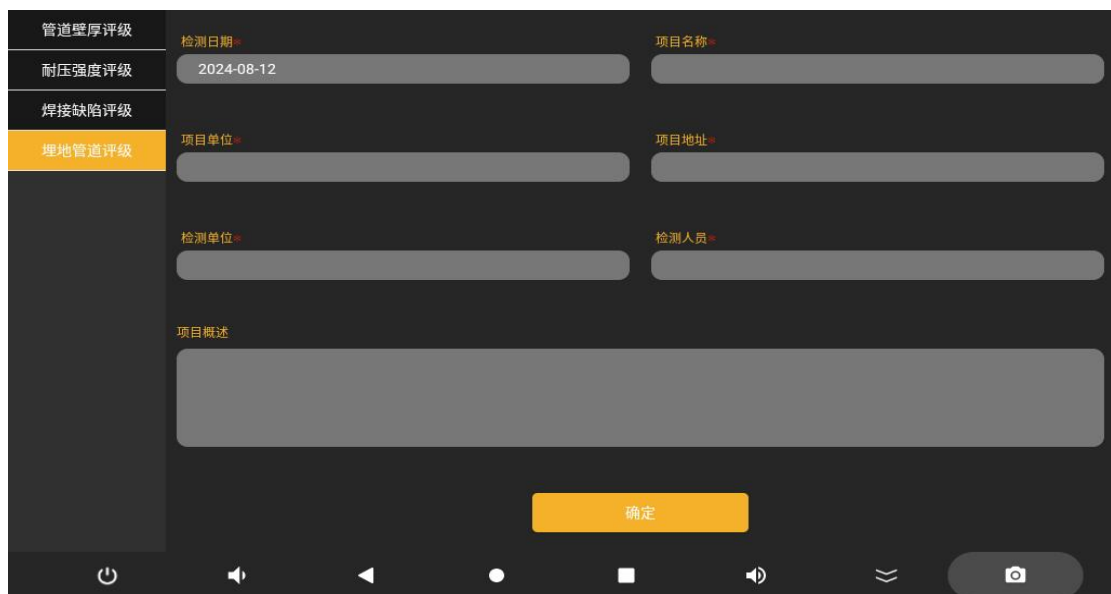 管道壁厚评级
耐压强度评级
焊接缺陷评级
埋地管道评级
检测日期*
项目名称*
2024-08-12
项目单位*
项目地址*
检测单位*
检测人员*
项目概述
确定